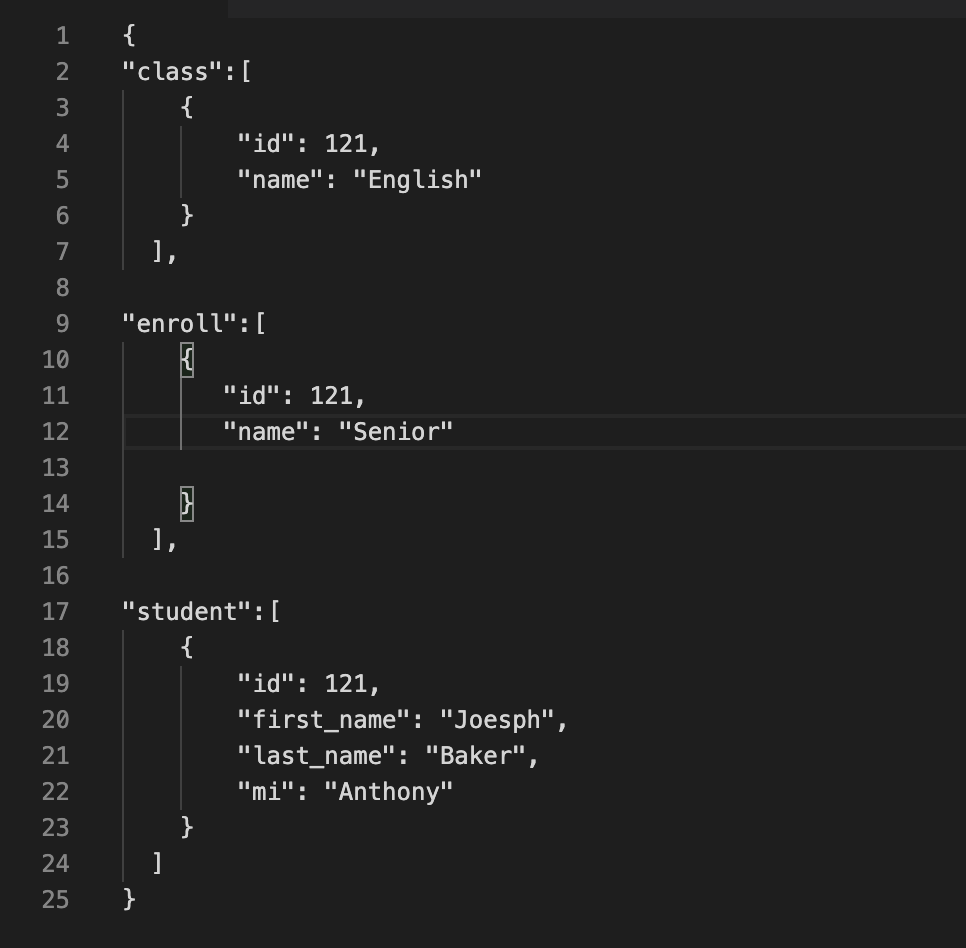 1 {
2 "class":[
3 {
4 "id": 121,
5 "name": "English"
6 }
7 ],
8
9 "enroll":[
10 {
11 "id": 121,
12 "name": "Senior"
13
14 }
15 ],
16
17 "student":[
18 {
19 "id": 121,
20 "first_name": "Joesph",
21 "last_name": "Baker",
22 "mi": "Anthony"
23 }
24 ]
25 }